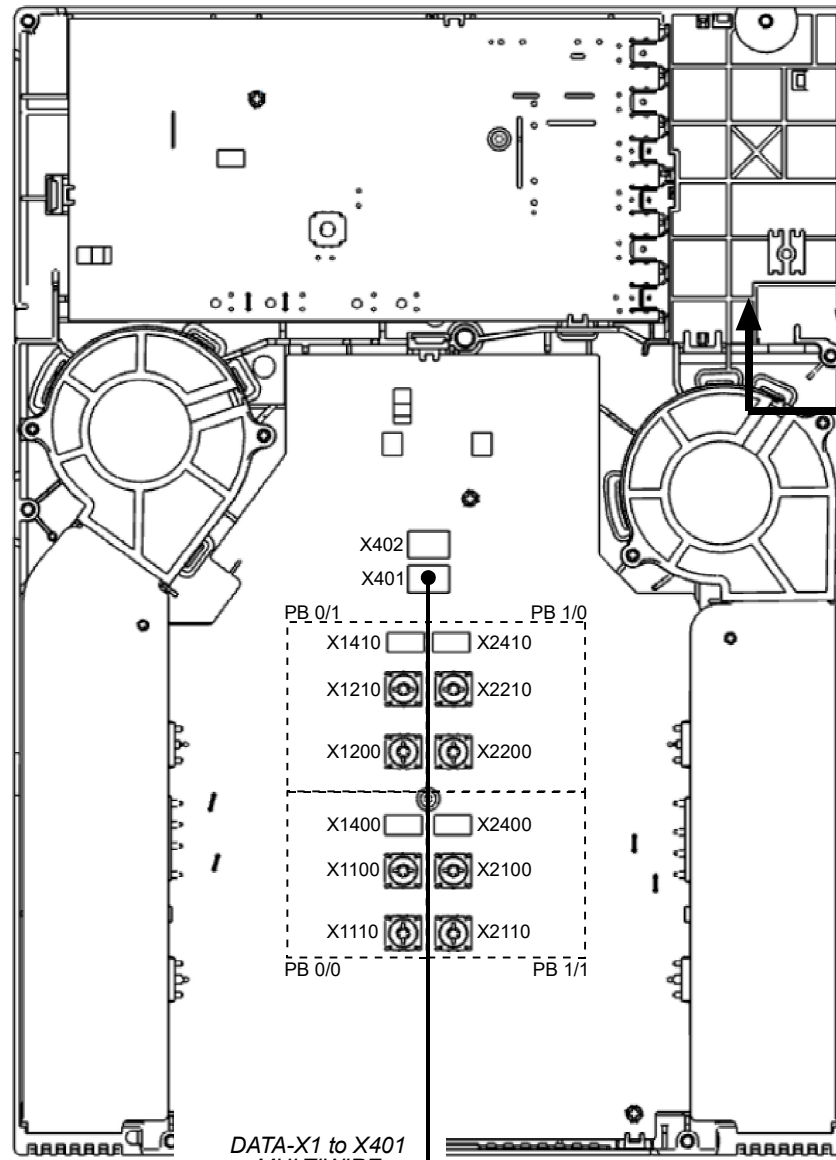 X402
X401
PB 0/1 PB 1/0
X1410 X2410
X1210 X2210
X1200 X2200
X1400 X2400
X1100 X2100
X1110 X2110
PB 0/0 PB 1/1
DATA-X1 to X401